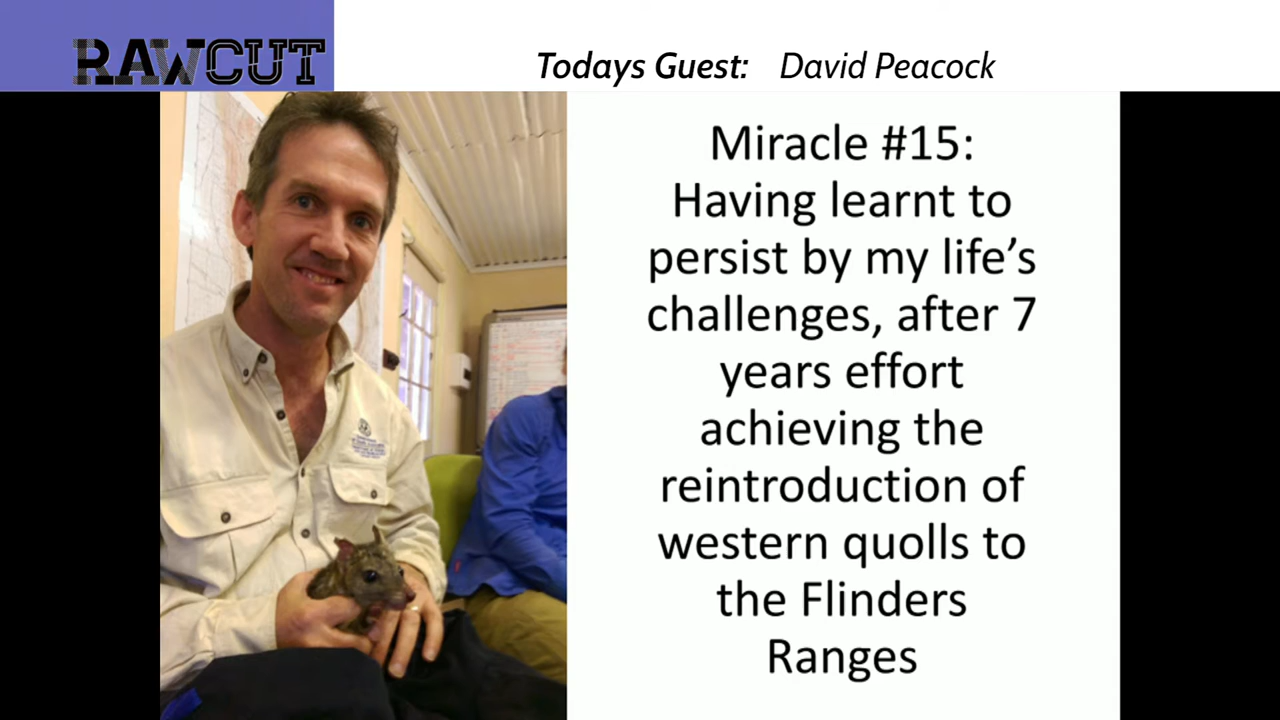 RAWCUT
Todays Guest: David Peacock
Miracle #15:
Having learnt to
persist by my life’s
challenges, after 7
years effort
achieving the
reintroduction of
western quolls to
the Flinders
Ranges